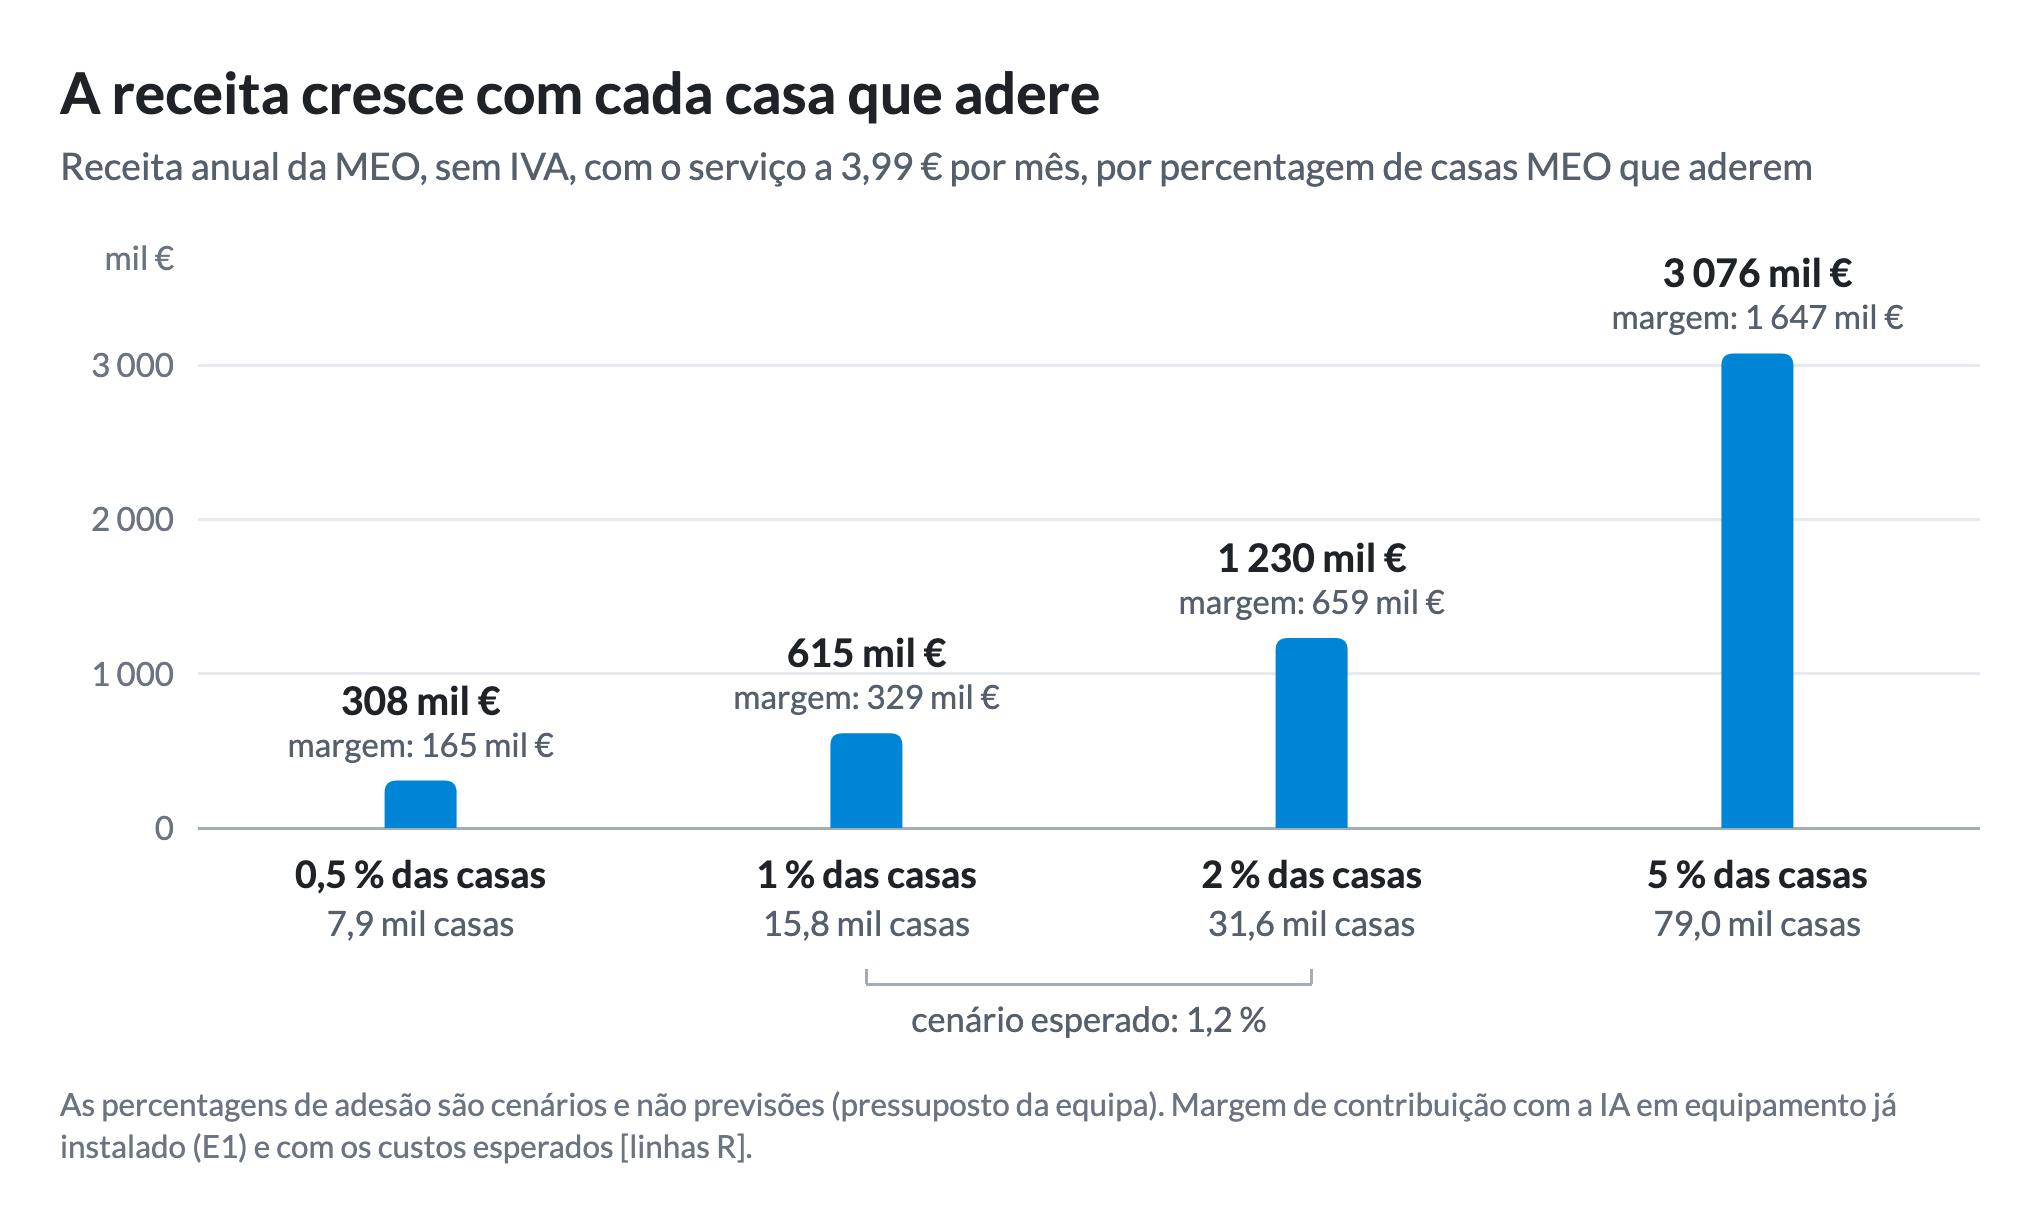 A receita cresce com cada casa que adere
Receita anual da MEO, sem IVA, com o serviço a 3,99 € por mês, por percentagem de casas MEO que aderem
mil €
3 000
2 000
1 000
0
308 mil €
margem: 165 mil €
615 mil €
margem: 329 mil €
1 230 mil €
margem: 659 mil €
3 076 mil €
margem: 1 647 mil €
0,5 % das casas
7,9 mil casas
1 % das casas
15,8 mil casas
2 % das casas
31,6 mil casas
5 % das casas
79,0 mil casas
cenário esperado: 1,2 %
As percentagens de adesão são cenários e não previsões (pressuposto da equipa). Margem de contribuição com a IA em equipamento já
instalado (E1) e com os custos esperados [linhas R].